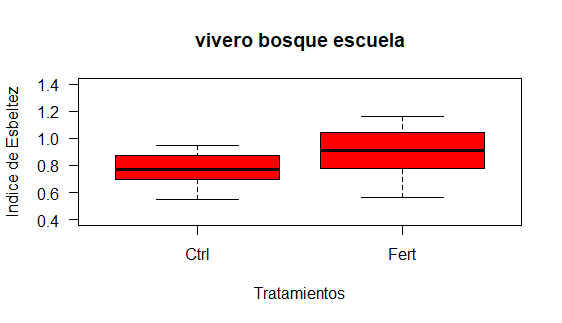 vivero bosque escuela
Indice de Esbeltez
1.4
1.2
1.0
0.8
0.6
0.4
Ctrl
Fert
Tratamientos